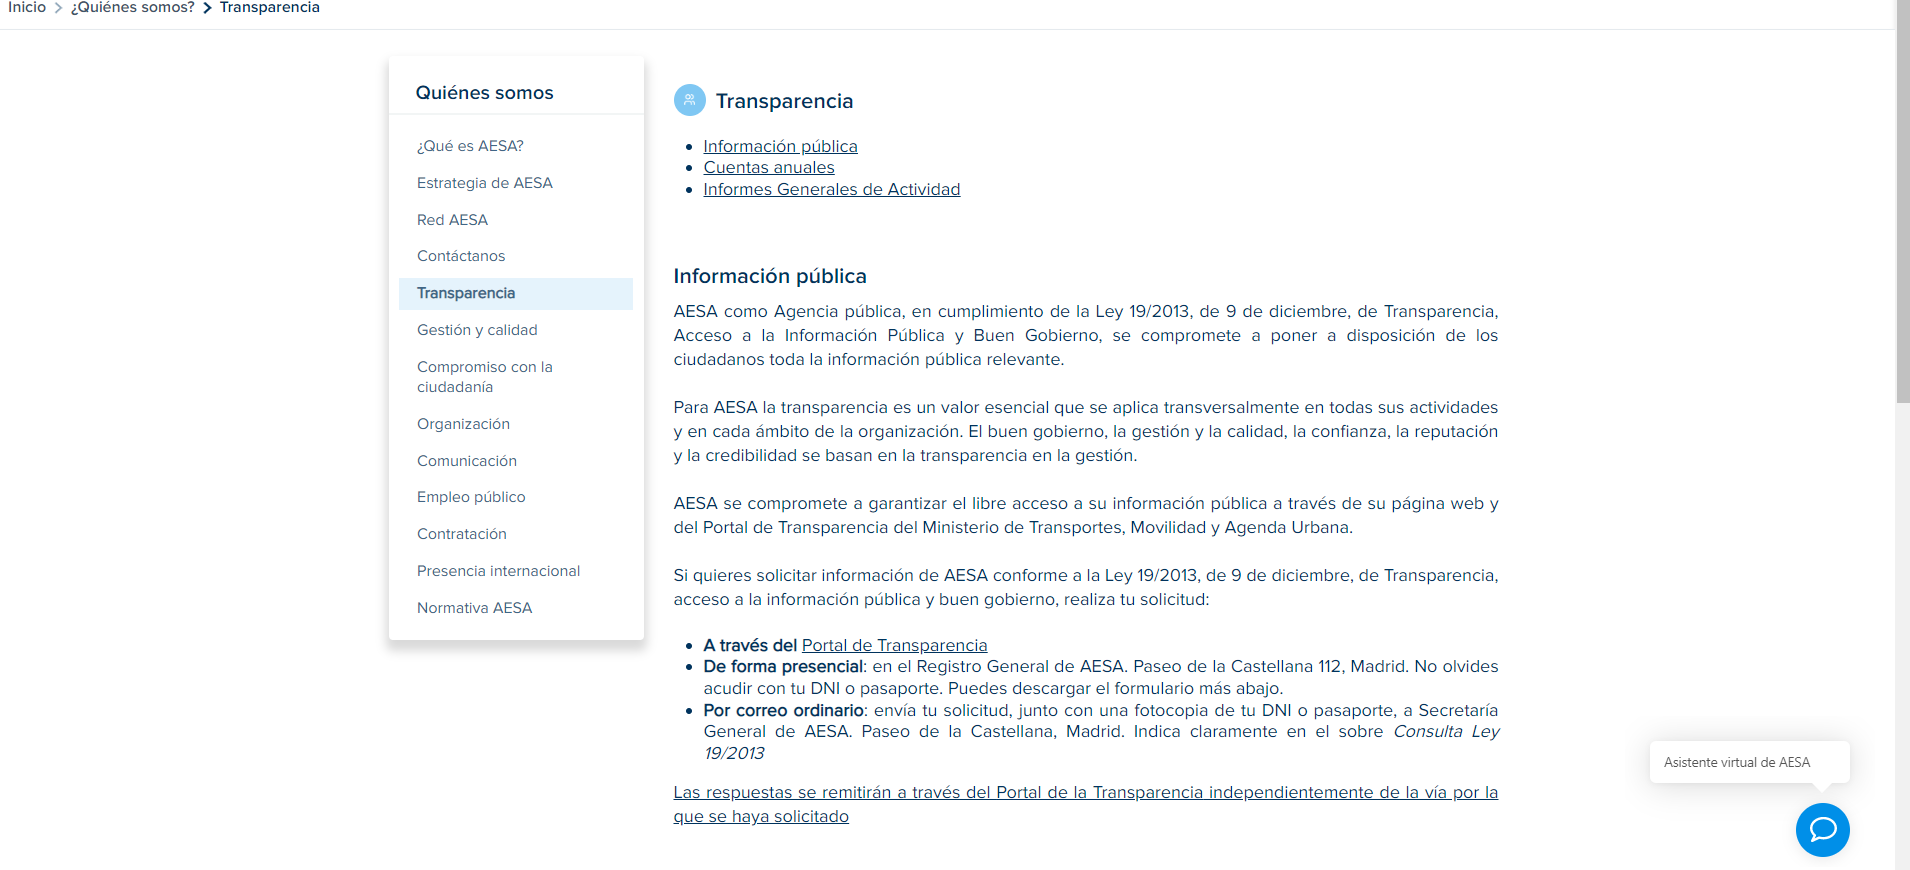 Inicio > ¿Quiénes somos? > Transparencia
Quiénes somos
¿Qué es AESA?
Estrategia de AESA
Red AESA
Contáctanos
Transparencia
Gestión y calidad
Compromiso con la
ciudadanía
Organización
Comunicación
Empleo público
Contratación
Presencia internacional
Normativa AESA
Transparencia
• Información pública
• Cuentas anuales
• Informes Generales de Actividad
Información pública
AESA como Agencia pública, en cumplimiento de la Ley 19/2013, de 9 de diciembre, de Transparencia,
Acceso a la Información Pública y Buen Gobierno, se compromete a poner a disposición de los
ciudadanos toda la información pública relevante.
Para AESA la transparencia es un valor esencial que se aplica transversalmente en todas sus actividades
y en cada ámbito de la organización. El buen gobierno, la gestión y la calidad, la confianza, la reputación
y la credibilidad se basan en la transparencia en la gestión.
AESA se compromete a garantizar el libre acceso a su información pública a través de su página web y
del Portal de Transparencia del Ministerio de Transportes, Movilidad y Agenda Urbana.
Si quieres solicitar información de AESA conforme a la Ley 19/2013, de 9 de diciembre, de Transparencia,
acceso a la información pública y buen gobierno, realiza tu solicitud:
• A través del Portal de Transparencia
• De forma presencial: en el Registro General de AESA. Paseo de la Castellana 112, Madrid. No olvides
acudir con tu DNI o pasaporte. Puedes descargar el formulario más abajo.
• Por correo ordinario: envía tu solicitud, junto con una fotocopia de tu DNI o pasaporte, a Secretaría
General de AESA. Paseo de la Castellana, Madrid. Indica claramente en el sobre Consulta Ley
19/2013
Las respuestas se remitirán a través del Portal de la Transparencia independientemente de la vía por la
que se haya solicitado
Asistente virtual de AESA